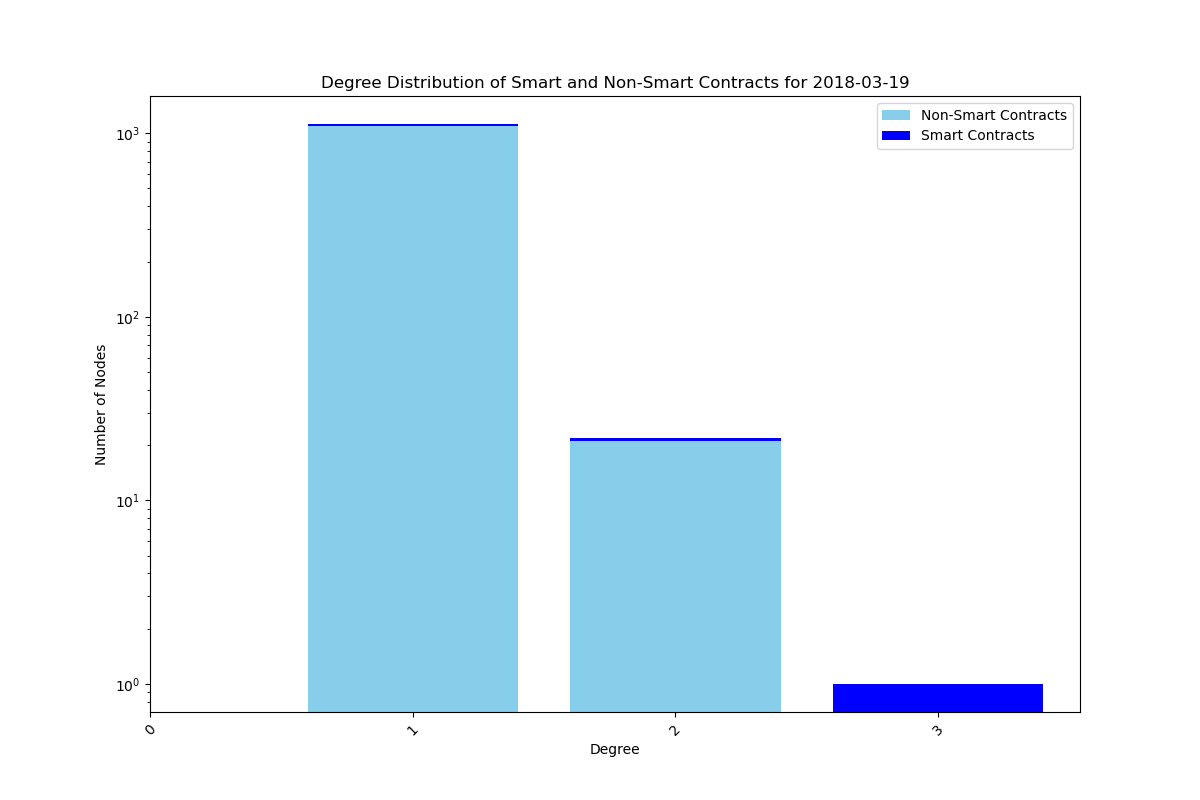 Degree Distribution of Smart and Non-Smart Contracts for 2018-03-19
Non-Smart Contracts
Smart Contracts
Number of Nodes
10³
10²
10¹
10⁰
0 1 2 3
Degree